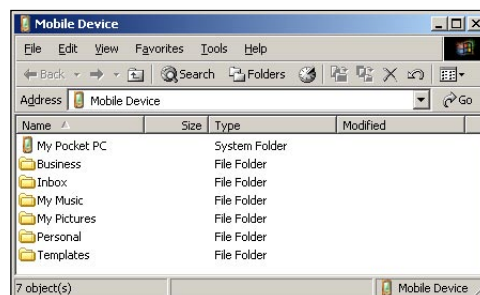 Mobile Device
File Edit View Favorites Tools Help
Back Search Folders
Address Mobile Device Go
Name Size Type Modified
My Pocket PC System Folder
Business File Folder
Inbox File Folder
My Music File Folder
My Pictures File Folder
Personal File Folder
Templates File Folder
7 object(s) Mobile Device